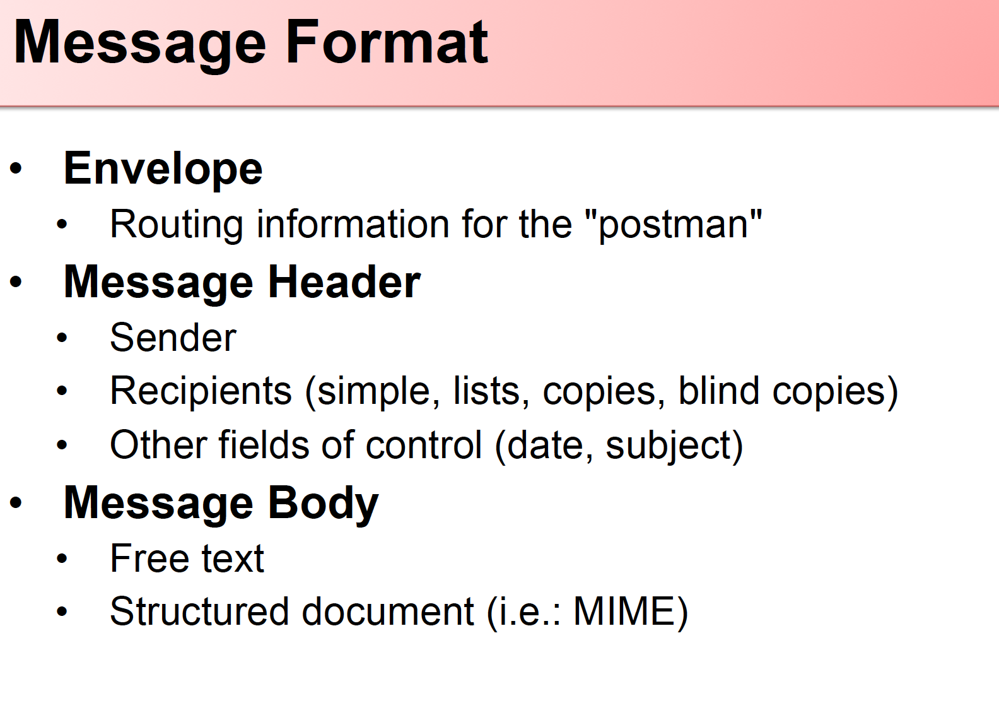 Message Format
• Envelope
• Routing information for the "postman"
• Message Header
• Sender
• Recipients (simple, lists, copies, blind copies)
• Other fields of control (date, subject)
• Message Body
• Free text
• Structured document (i.e.: MIME)